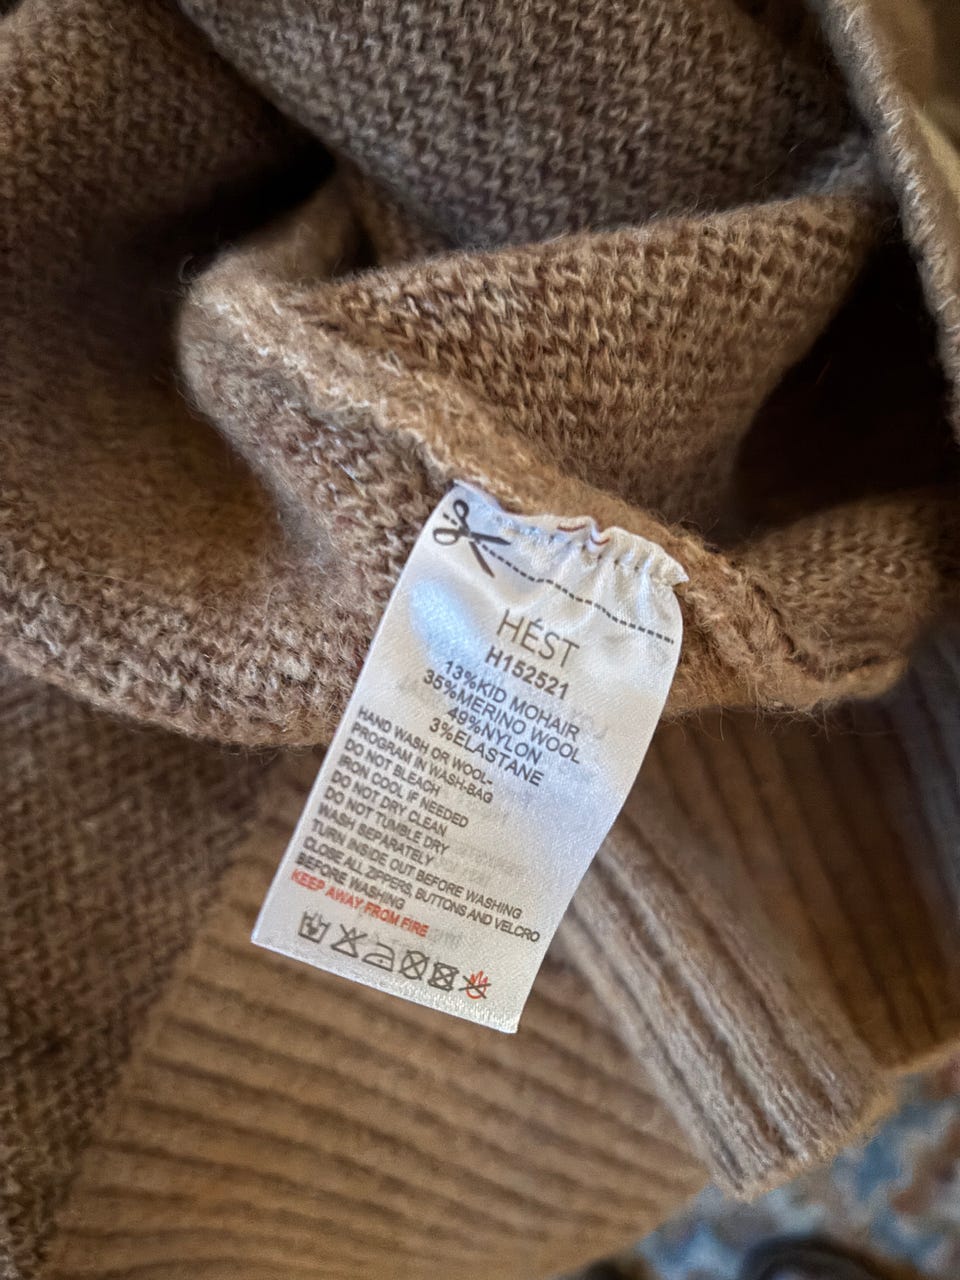 HÉST
H152521
13%KID MOHAIR
35%MERINO WOOL
49%NYLON
3%ELASTANE
HAND WASH OR WOOL-
PROGRAM IN WASH-BAG
DO NOT BLEACH
IRON COOL IF NEEDED
DO NOT DRY CLEAN
DO NOT TUMBLE DRY
WASH SEPARATELY
TURN INSIDE OUT BEFORE WASHING
CLOSE ALL ZIPPERS, BUTTONS AND VELCRO
BEFORE WASHING
KEEP AWAY FROM FIRE